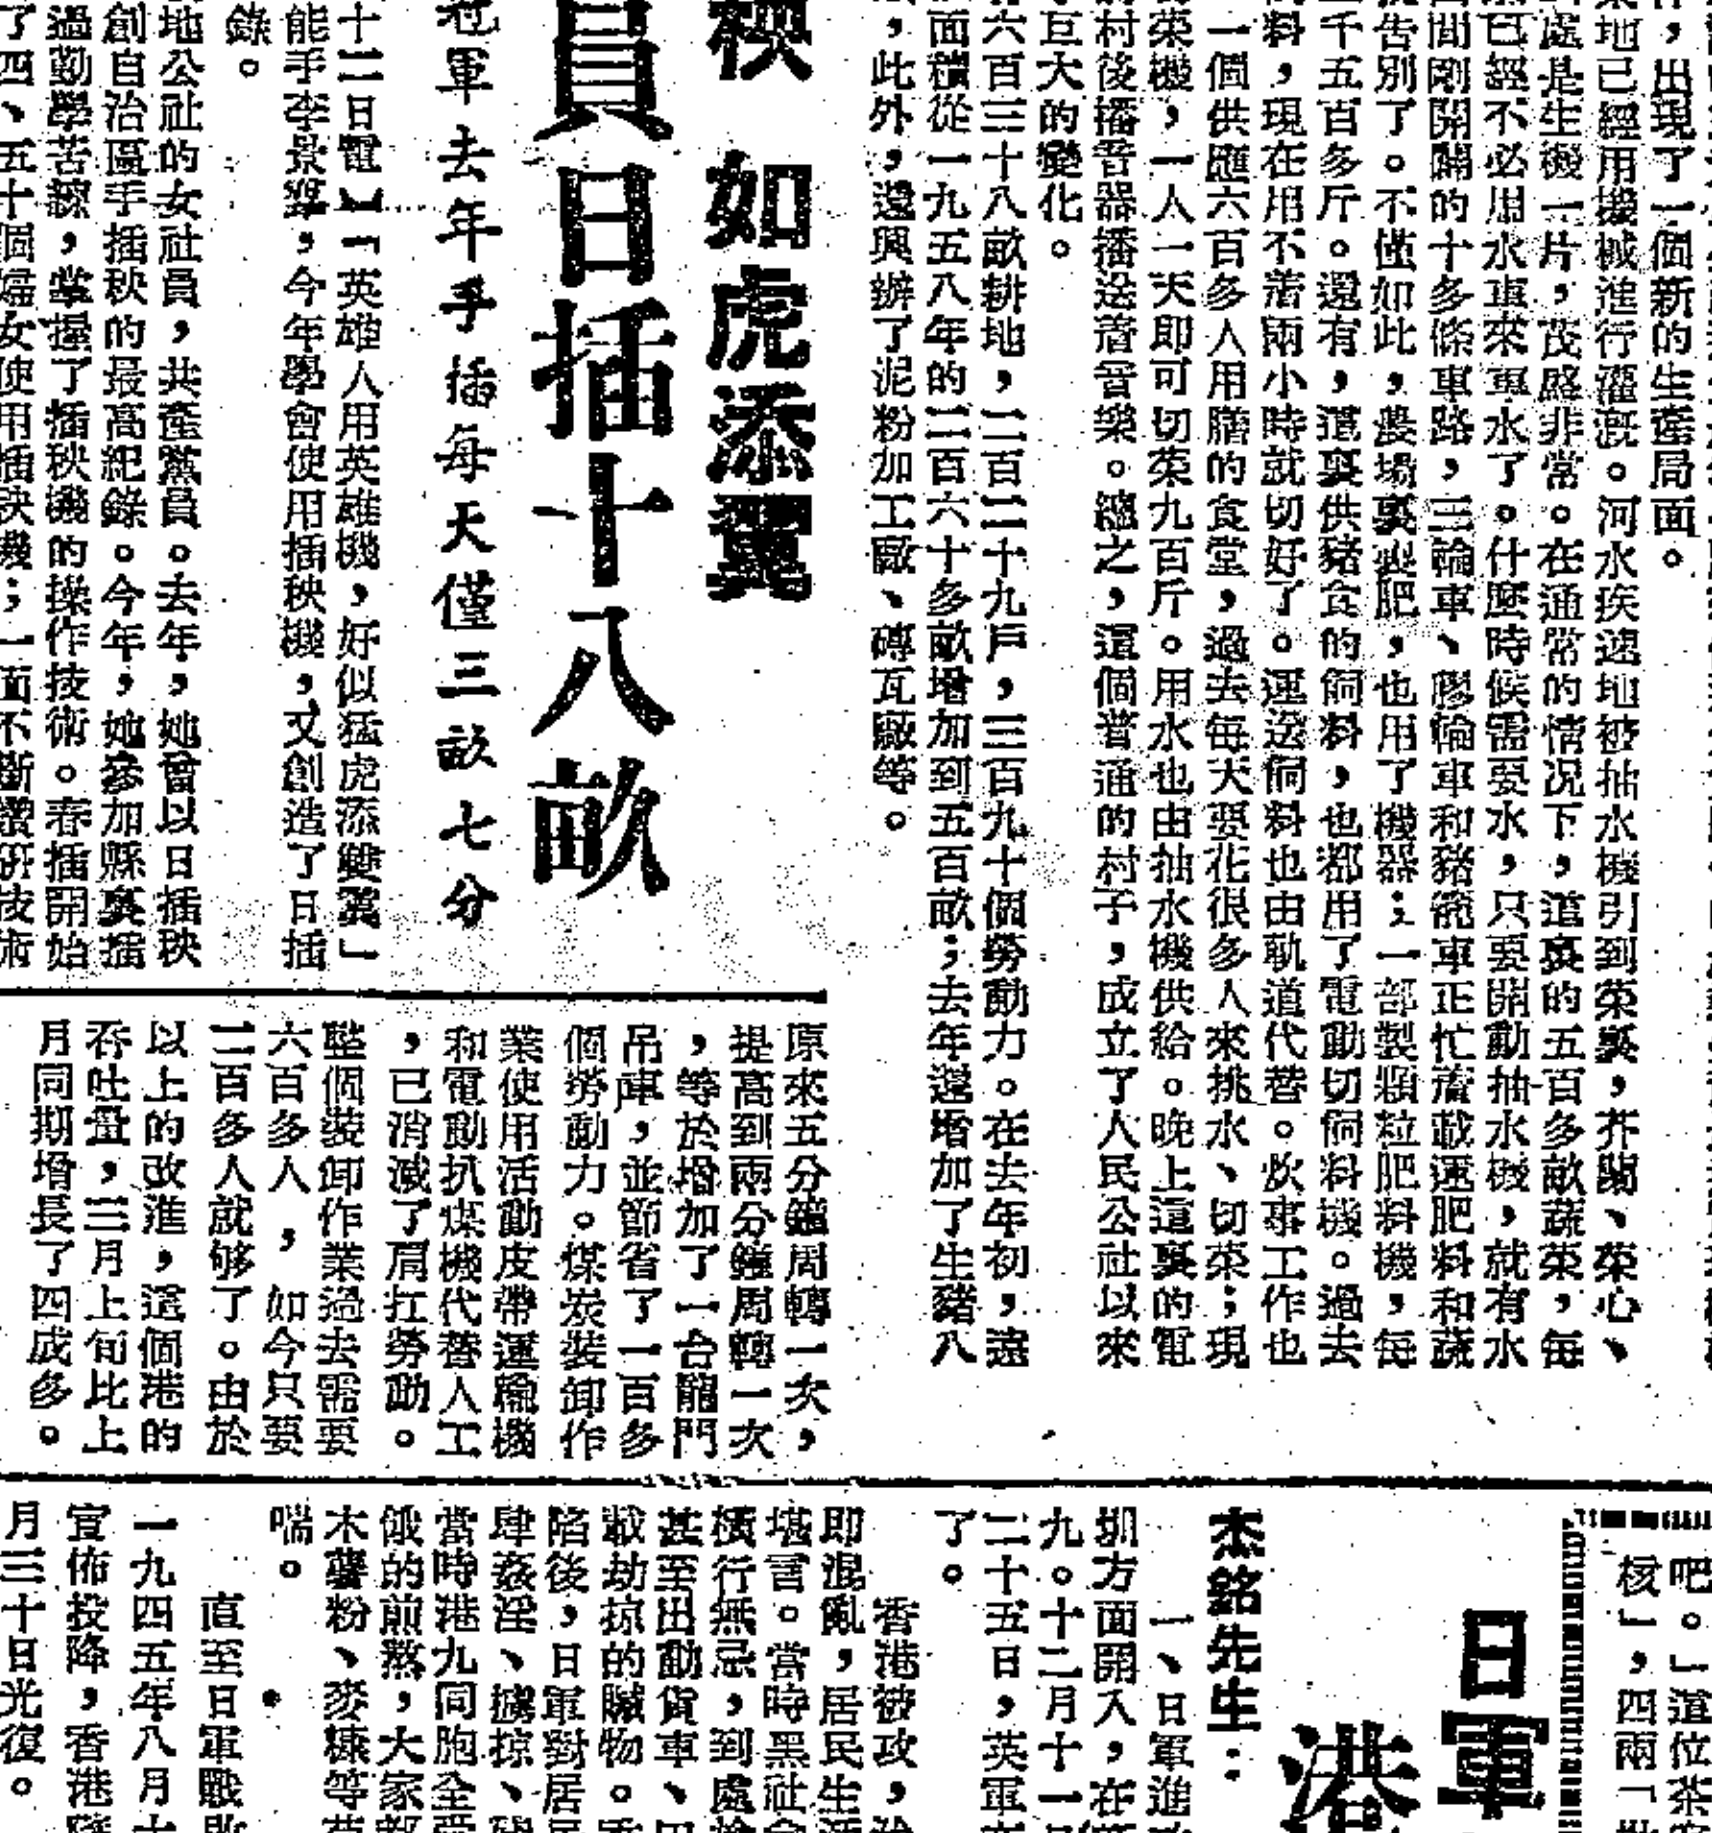 ，出現了一個新的生產局面。
菜地已經用機械進行灌溉。河水疾速地被抽水機引到菜裏，芥蘭、菜心、
處是生機一片，茂盛非常。在通常的情况下，這裏的五百多畝蔬菜，每
已經不必用水車來車水了。什麼時候需要水，只要開動抽水機，就有水
間剛開闢的十多條車路，三輪車、膠輪車和豬籠車正忙着載運肥料和蔬
告別了。不僅如此，農場裏製肥，也用了機器；一部製顆粒肥料機，每
千五百多斤。還有，這裏供豬食的飼料，也都用了電動切飼料機。過去
料，現在用不着兩小時就切好了。運送飼料也由軌道代替。炊事工作也
一個供應六百多人用膳的食堂，過去每天要花很多人來挑水、切菜；現
菜機，一人一天即可切菜九百斤。用水也由抽水機供給。晚上這裏的電
村後播音器播送着音樂。總之，這個普通的村子，成立了人民公社以來
巨大的變化。
六百三十八畝耕地，二百二十九戶，三百九十個勞動力。在去年初，這
面積從一九五八年的二百六十多畝增加到五百畝；去年還增加了生豬八
，此外，還興辦了泥粉加工廠、磚瓦廠等。
秧 如虎添翼
員日插十八畝
冠軍去年手插每天僅三畝七分
十二日電】「英雄人用英雄機，好似猛虎添雙翼」
能手李景，今年學會使用插秧機，又創造了日插
錄。
地公社的女社員，共產黨員。去年，她曾以日插秧
創自治區手插秧的最高紀錄。今年，她參加縣裏插
過勤學苦練，掌握了插秧機的操作技術。春插開始
了四、五十個婦女使用插秧機；一面不斷鑽研技術
原來五分鐘周轉一次，
提高到兩分鐘周轉一次
，等於增加了一台龍門
吊車，並節省了一百多
個勞動力。煤炭裝卸作
業使用活動皮帶運輸機
和電動扒煤機代替人工
，已消滅了肩扛勞動。
整個裝卸作業過去需要
六百多人，如今只要
二百多人就够了。由於
以上的改進，這個港的
吞吐量，三月上旬比上
月同期增長了四成多。
吧。」這位茶
核」，四兩「
日軍
港
杰銘先生：
一、日軍進
圳方面開入，在
九。十二月十一
二十五日，英軍
了。
香港被攻，
即混亂，居民生
堪言。當時黑社會
橫行無忌，到處
甚至出動貨車、
載劫掠的贓物。
陷後，日軍對居民
肆姦淫、擄掠、
當時港九同胞全
餓的煎熬，大家都
木薯粉、麥糠等
喘。
直至日軍戰敗
一九四五年八月
宣佈投降，香港
月三十日光復。